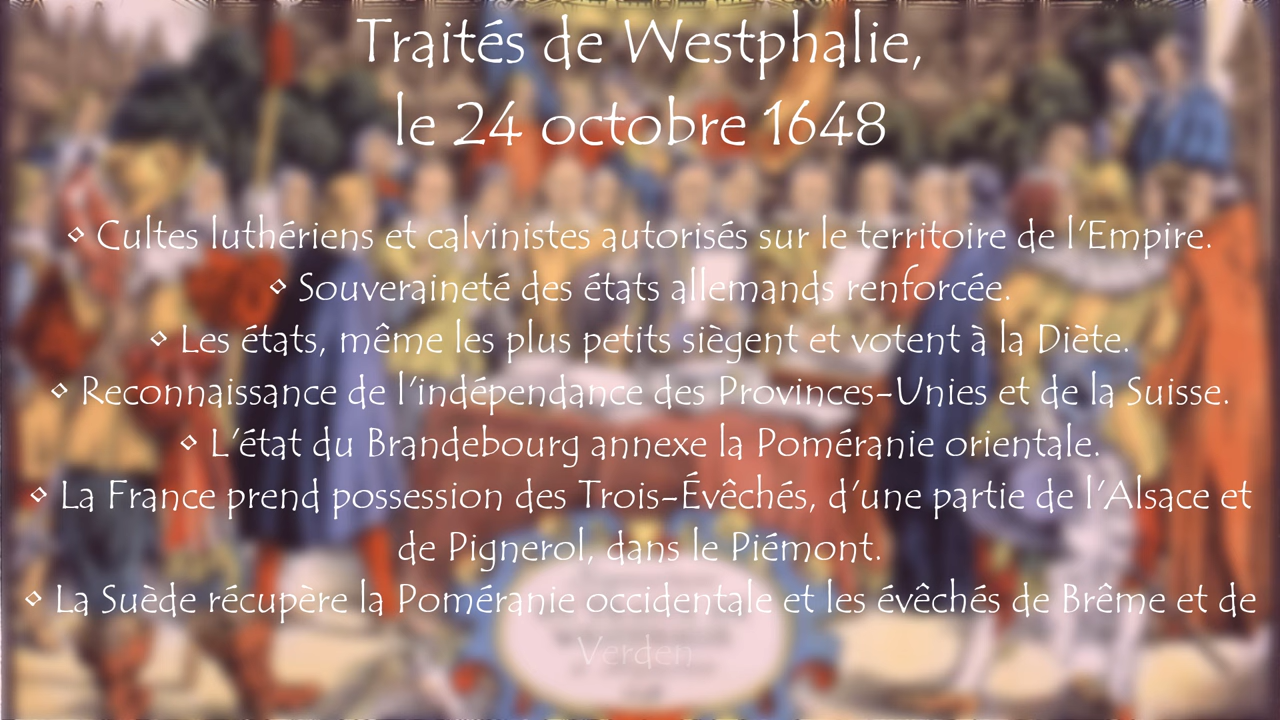 Traités de Westphalie,
le 24 octobre 1648
⬦ Cultes luthériens et calvinistes autorisés sur le territoire de l'Empire.
⬦ Souveraineté des états allemands renforcée.
⬦ Les états, même les plus petits siègent et votent à la Diète.
⬦ Reconnaissance de l'indépendance des Provinces-Unies et de la Suisse.
⬦ L'état du Brandebourg annexe la Poméranie orientale.
⬦ La France prend possession des Trois-Évêchés, d'une partie de l'Alsace et
de Pignerol, dans le Piémont.
⬦ La Suède récupère la Poméranie occidentale et les évêchés de Brême et de
Verden